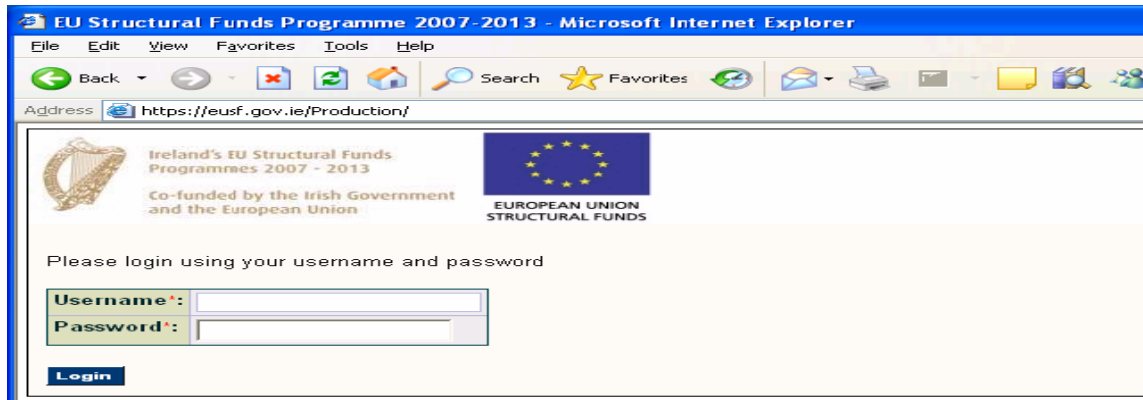 EU Structural Funds Programme 2007-2013 - Microsoft Internet Explorer
File Edit View Favorites Tools Help
Back Search Favorites
Address https://eusf.gov.ie/Production/
Ireland's EU Structural Funds
Programmes 2007 - 2013
Co-funded by the Irish Government
and the European Union
EUROPEAN UNION
STRUCTURAL FUNDS
Please login using your username and password
Username*:
Password*:
Login